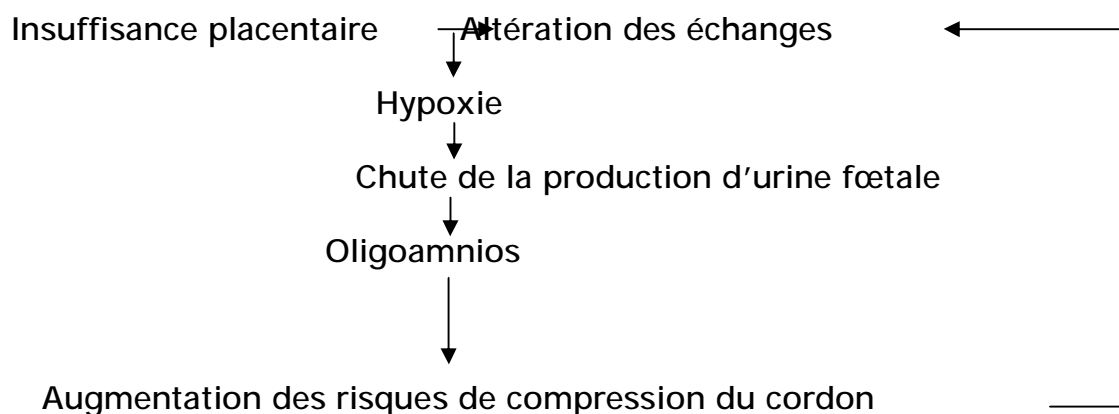 Insuffisance placentaire Altération des échanges
Hypoxie
Chute de la production d’urine fœtale
Oligoamnios
Augmentation des risques de compression du cordon